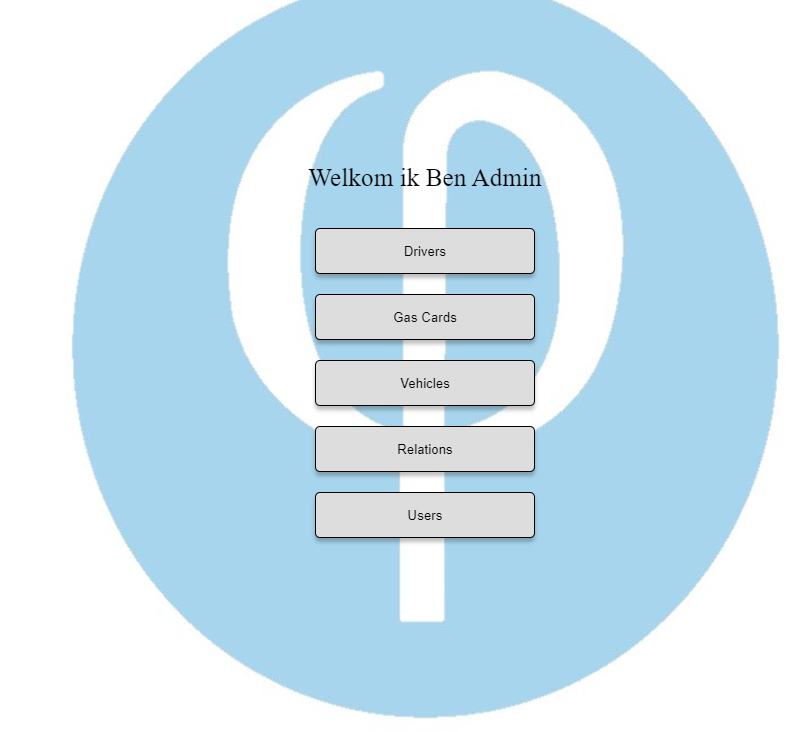 Welkom ik Ben Admin
Drivers
Gas Cards
Vehicles
Relations
Users